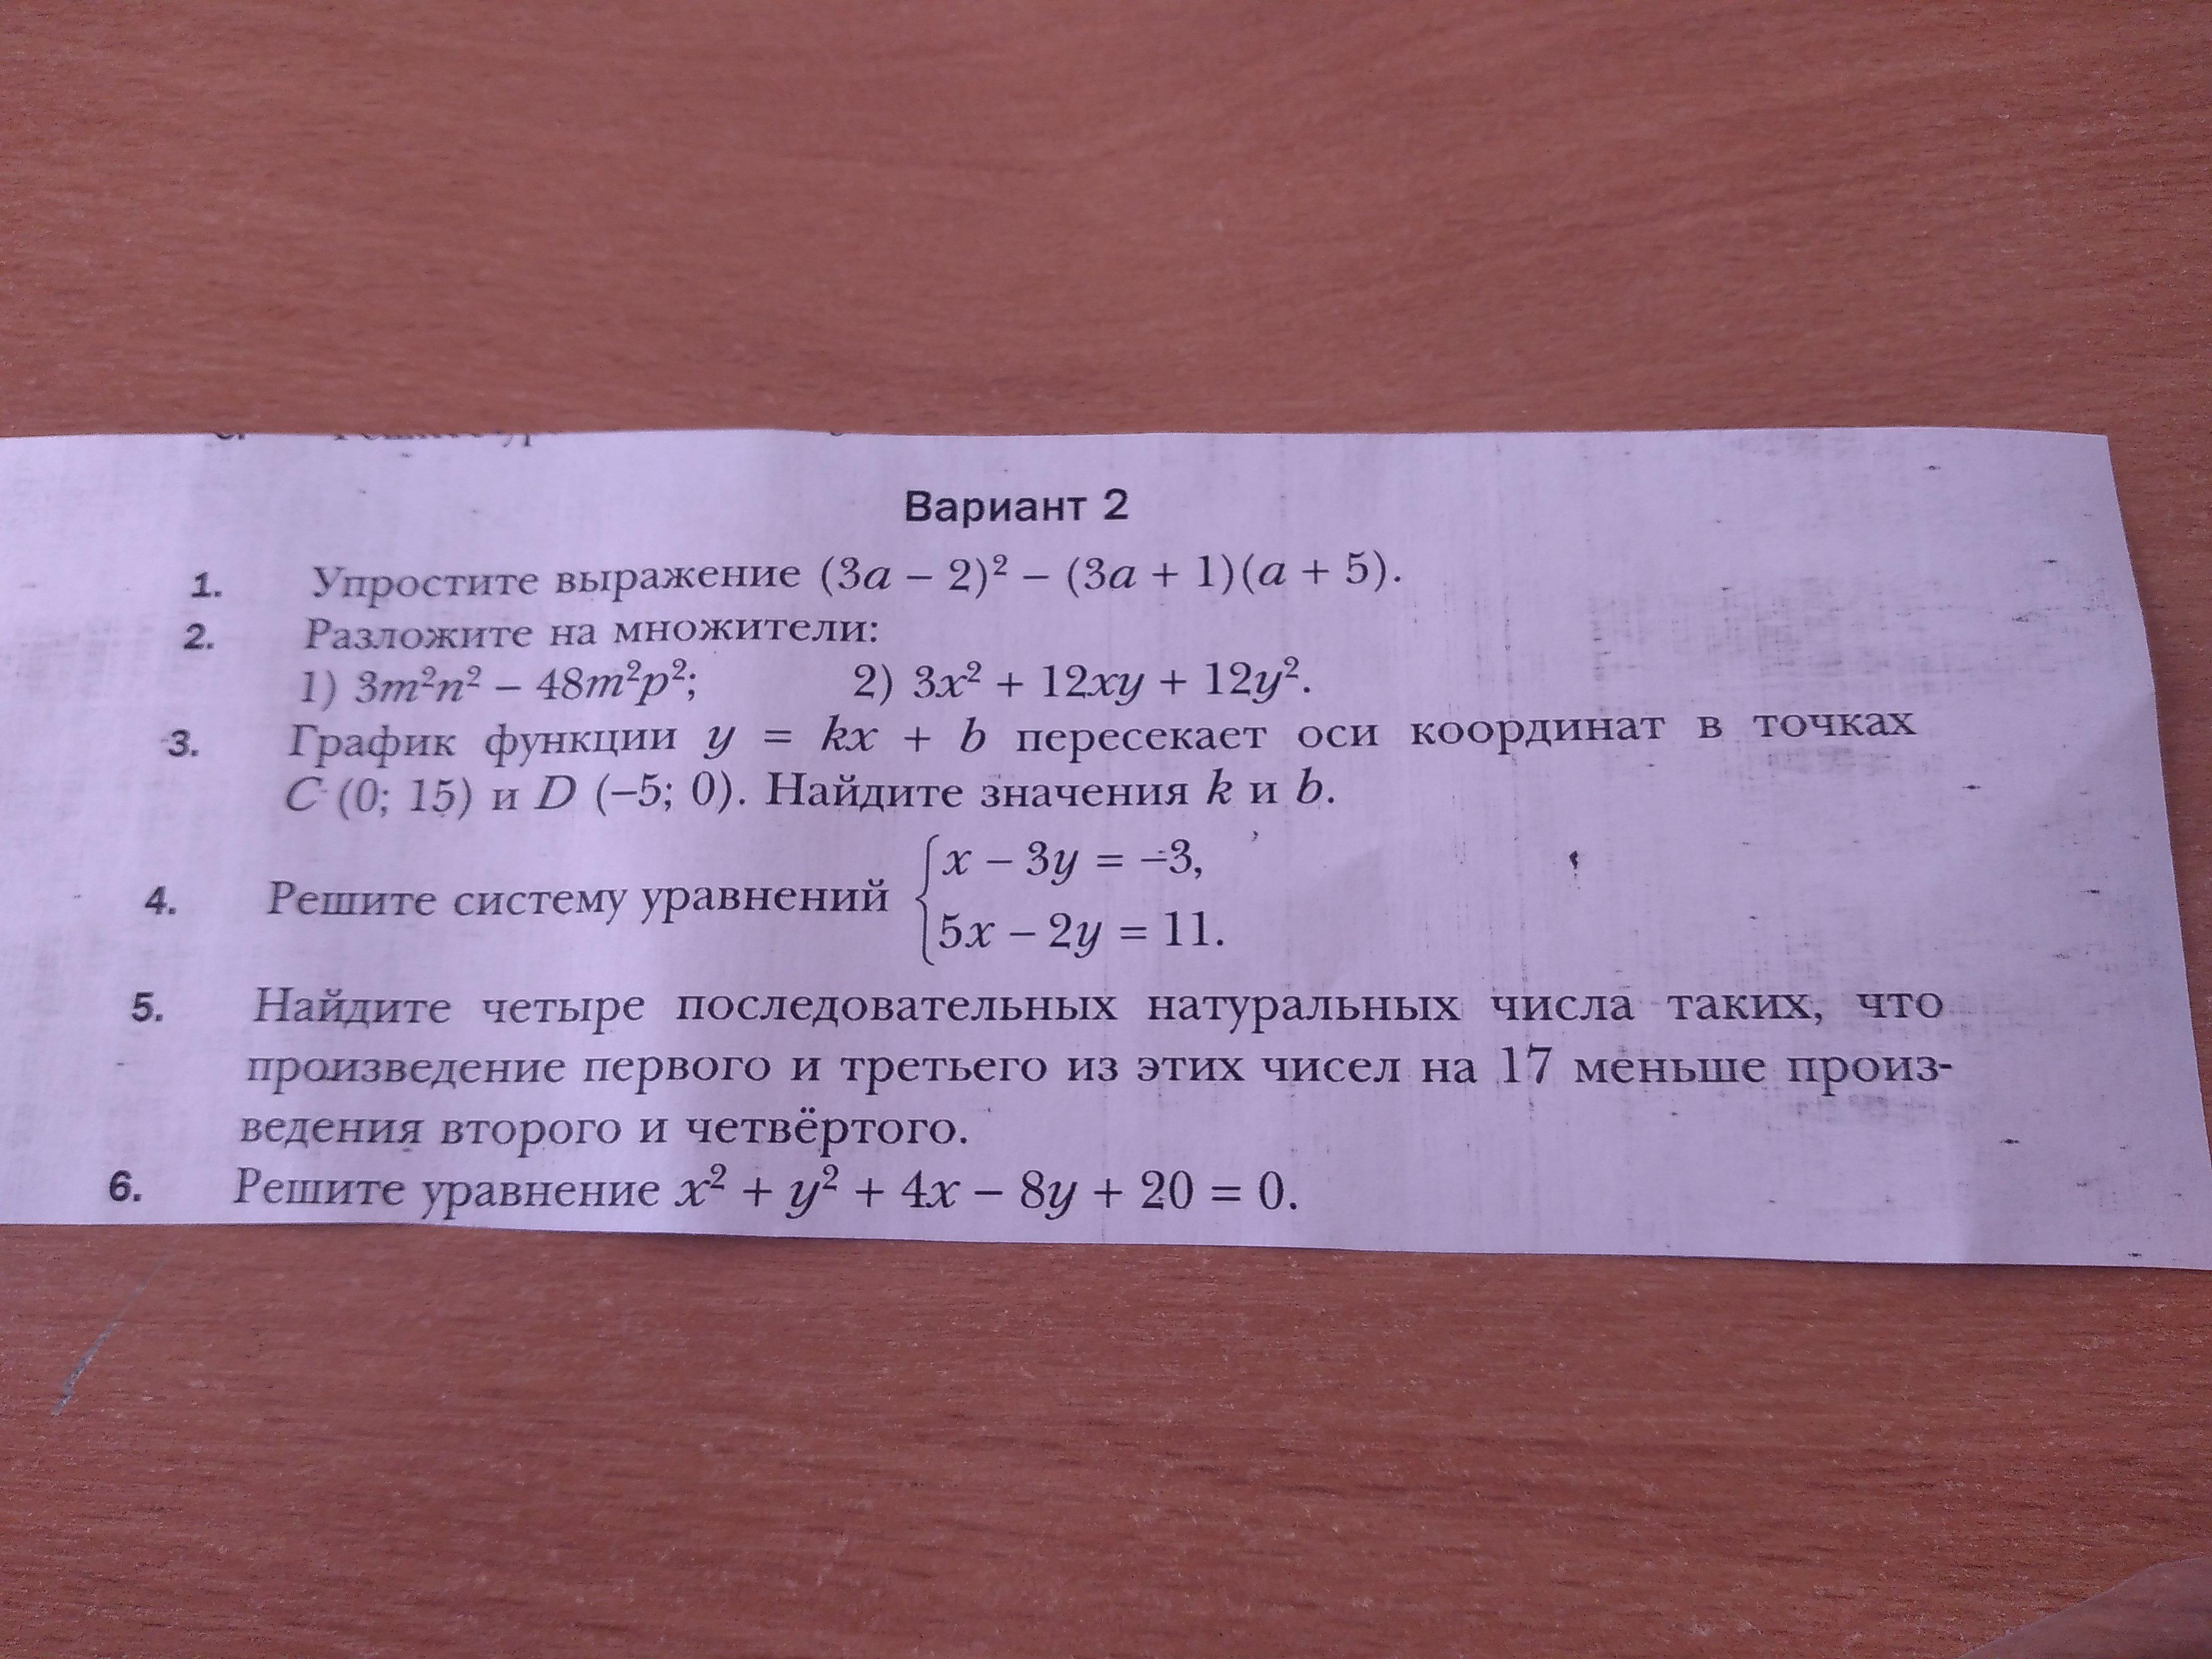 Вариант 2
1. Упростите выражение (3a – 2)² – (3a + 1)(a + 5).
2. Разложите на множители:
1) 3m²n² – 48m²p²; 2) 3x² + 12xy + 12y².
3. График функции y = kx + b пересекает оси координат в точках
C (0; 15) и D (–5; 0). Найдите значения k и b.
4. Решите систему уравнений { x – 3y = –3,
5x – 2y = 11.
5. Найдите четыре последовательных натуральных числа таких, что
произведение первого и третьего из этих чисел на 17 меньше произ-
ведения второго и четвёртого.
6. Решите уравнение x² + y² + 4x – 8y + 20 = 0.